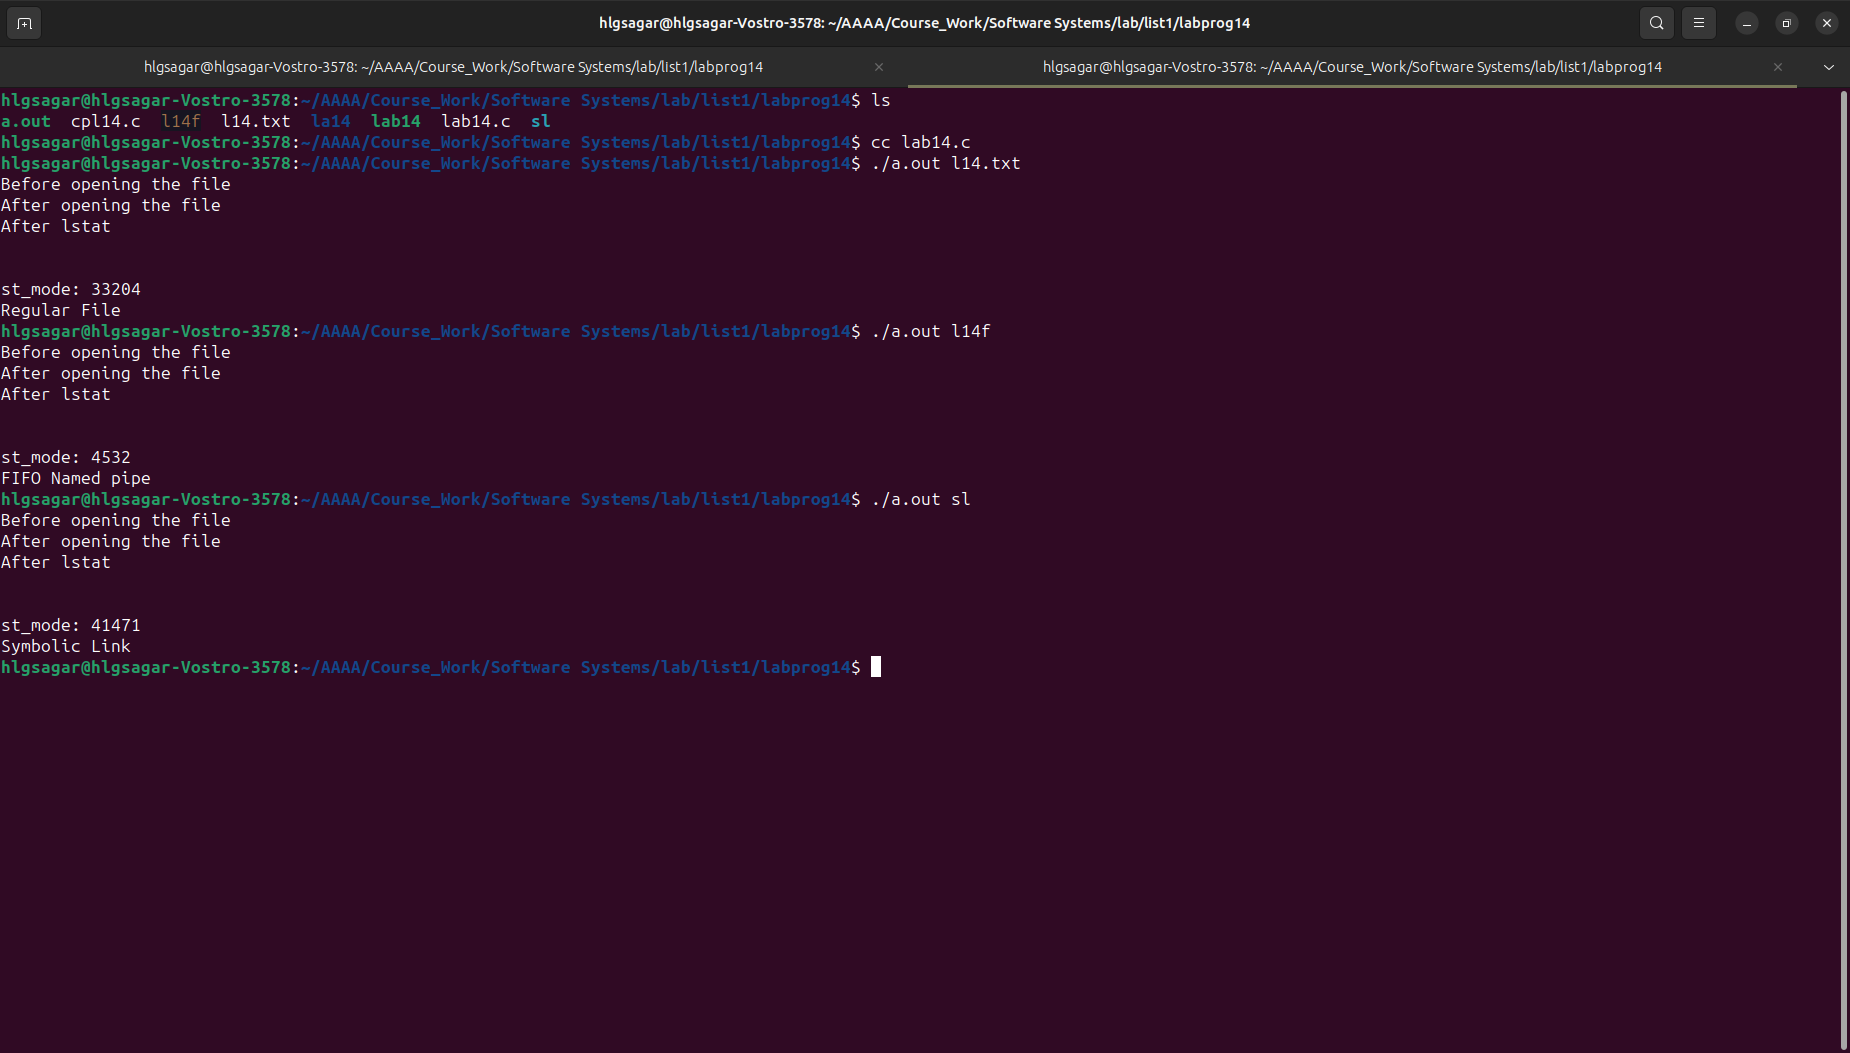 hlgsagar@hlgsagar-Vostro-3578: ~/AAAA/Course_Work/Software Systems/lab/list1/labprog14
hlgsagar@hlgsagar-Vostro-3578: ~/AAAA/Course_Work/Software Systems/lab/list1/labprog14
hlgsagar@hlgsagar-Vostro-3578: ~/AAAA/Course_Work/Software Systems/lab/list1/labprog14
hlgsagar@hlgsagar-Vostro-3578:~/AAAA/Course_Work/Software Systems/lab/list1/labprog14$ ls
a.out  cpl14.c  l14f  l14.txt  la14  lab14  lab14.c  sl
hlgsagar@hlgsagar-Vostro-3578:~/AAAA/Course_Work/Software Systems/lab/list1/labprog14$ cc lab14.c
hlgsagar@hlgsagar-Vostro-3578:~/AAAA/Course_Work/Software Systems/lab/list1/labprog14$ ./a.out l14.txt
Before opening the file
After opening the file
After lstat
st_mode: 33204
Regular File
hlgsagar@hlgsagar-Vostro-3578:~/AAAA/Course_Work/Software Systems/lab/list1/labprog14$ ./a.out l14f
Before opening the file
After opening the file
After lstat
st_mode: 4532
FIFO Named pipe
hlgsagar@hlgsagar-Vostro-3578:~/AAAA/Course_Work/Software Systems/lab/list1/labprog14$ ./a.out sl
Before opening the file
After opening the file
After lstat
st_mode: 41471
Symbolic Link
hlgsagar@hlgsagar-Vostro-3578:~/AAAA/Course_Work/Software Systems/lab/list1/labprog14$